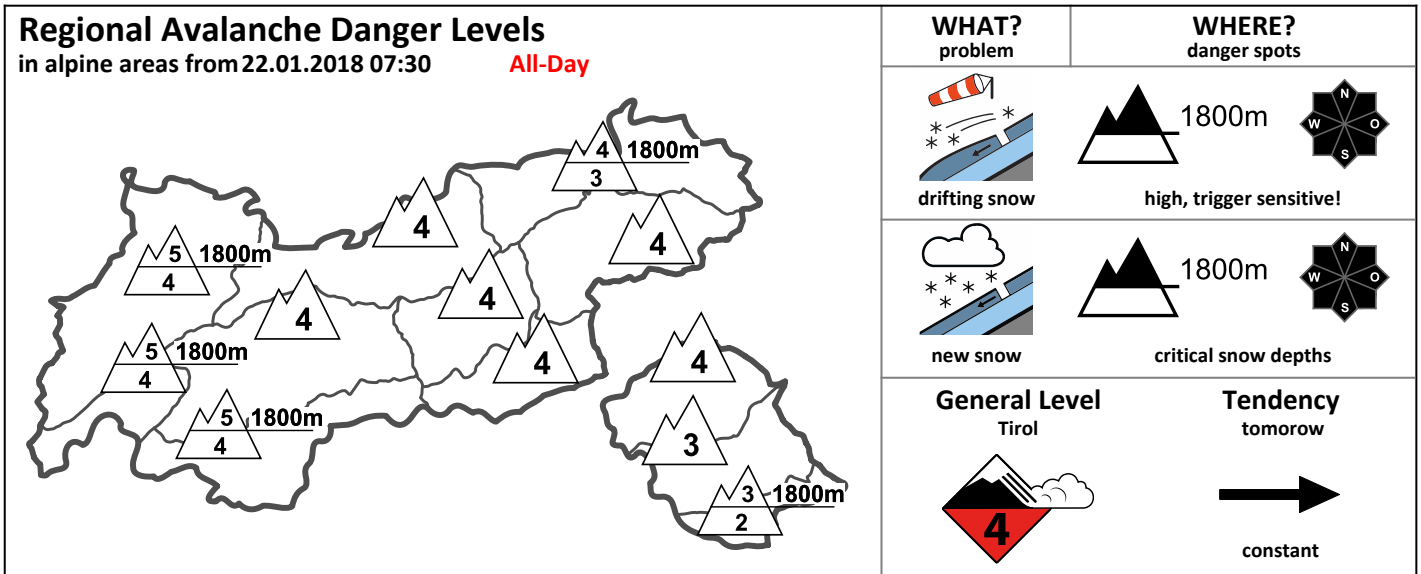 Regional Avalanche Danger Levels
in alpine areas from 22.01.2018 07:30 All-Day
4 1800m
3
4
4
5 1800m
4
4
4
5 1800m
4
4
4
5 1800m
4
3
3 1800m
2
WHAT?
problem
WHERE?
danger spots
1800m
N
W O
S
drifting snow
high, trigger sensitive!
1800m
N
W O
S
new snow
critical snow depths
General Level
Tirol
4
Tendency
tomorow
constant